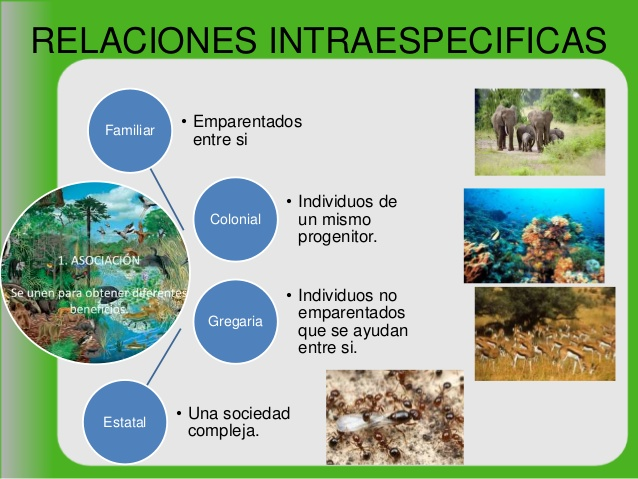 RELACIONES INTRAESPECIFICAS
Familiar
• Emparentados
entre si
Colonial
• Individuos de
un mismo
progenitor.
1. ASOCIACIÓN
Se unen para obtener diferentes
beneficios.
Gregaria
• Individuos no
emparentados
que se ayudan
entre si.
Estatal
• Una sociedad
compleja.